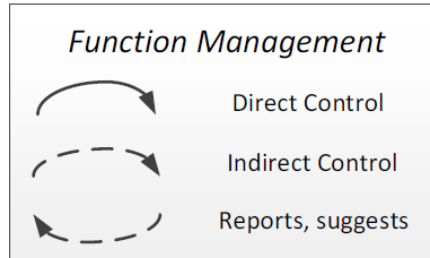 Function Management
Direct Control
Indirect Control
Reports, suggests